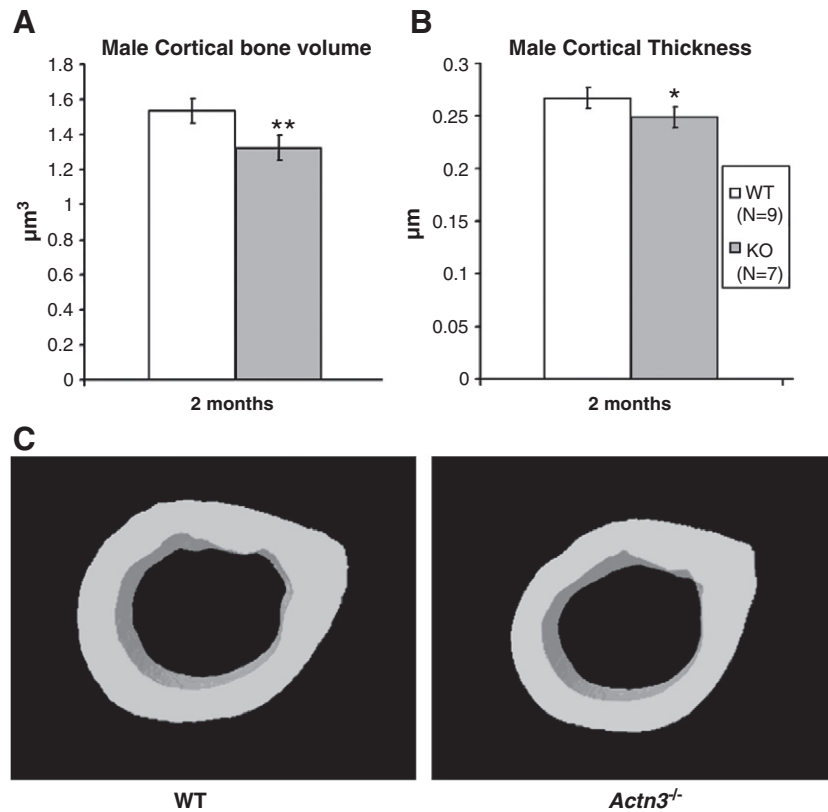 A
Male Cortical bone volume
1.8
1.6
1.4
1.2
1
0.8
0.6
0.4
0.2
0
µm³
**
2 months
B
Male Cortical Thickness
0.3
0.25
0.2
0.15
0.1
0.05
0
µm
*
2 months
WT
(N=9)
KO
(N=7)
C
WT
Actn3-/-